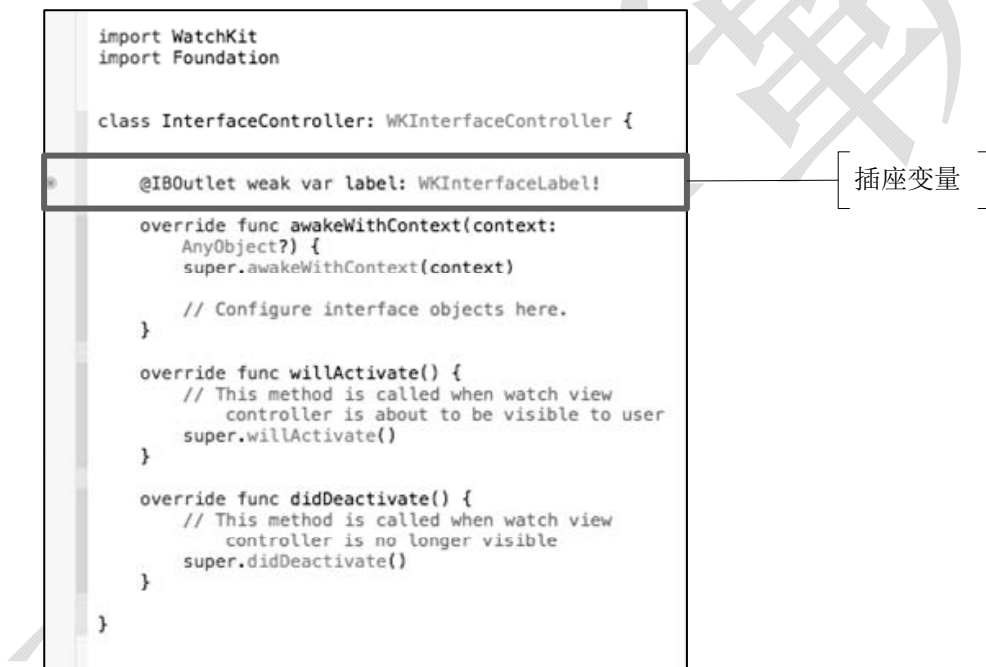 import WatchKit
import Foundation
class InterfaceController: WKInterfaceController {
@IBOutlet weak var label: WKInterfaceLabel!
插座变量
override func awakeWithContext(context:
AnyObject?) {
super.awakeWithContext(context)
// Configure interface objects here.
}
override func willActivate() {
// This method is called when watch view
controller is about to be visible to user
super.willActivate()
}
override func didDeactivate() {
// This method is called when watch view
controller is no longer visible
super.didDeactivate()
}
}